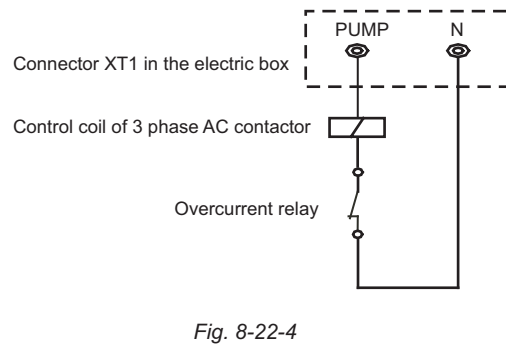 PUMP N
Connector XT1 in the electric box
Control coil of 3 phase AC contactor
Overcurrent relay
Fig. 8-22-4